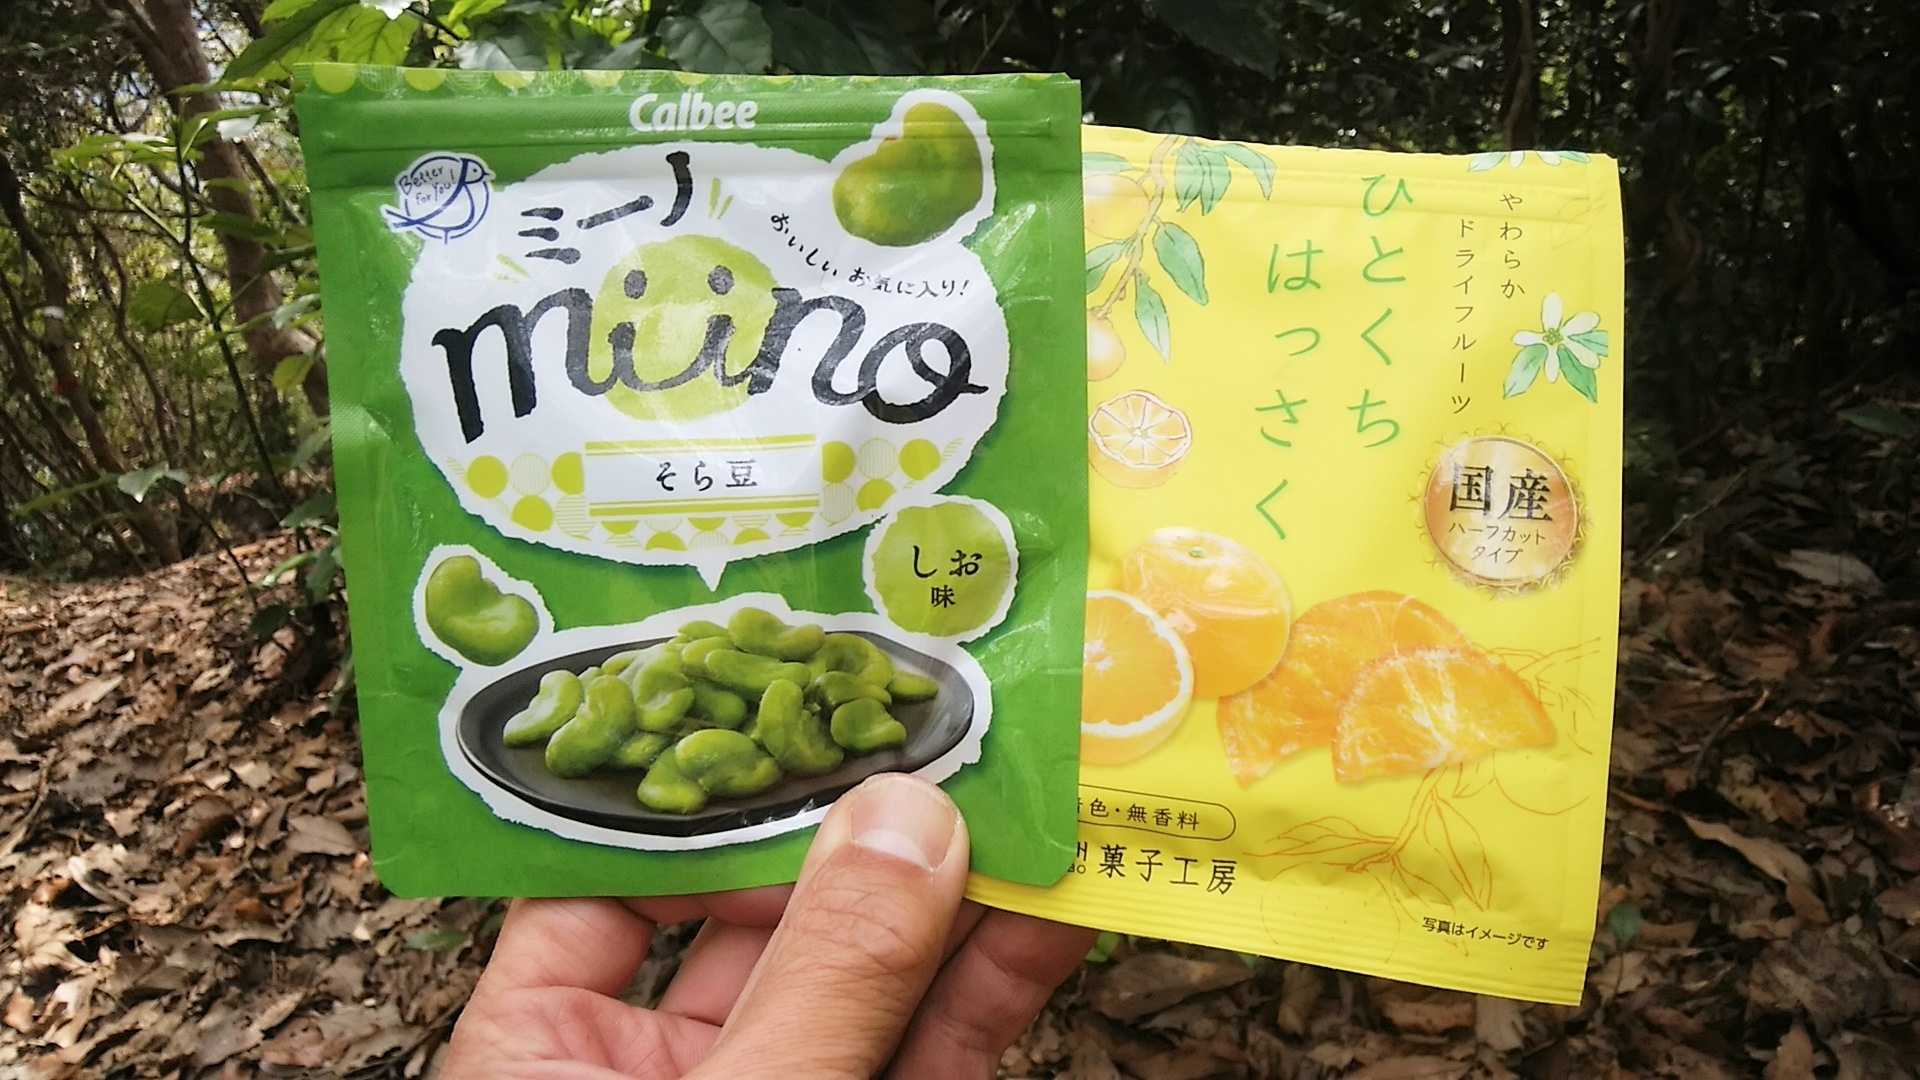 Calbee
Better
for You!
ミーノ
おいしいお気に入り!
miino
そら豆
しお
味
やわらか
ドライフルーツ
ひとくち
はっさく
国産
ハーフカット
タイプ
色・無香料
菓子工房
写真はイメージです